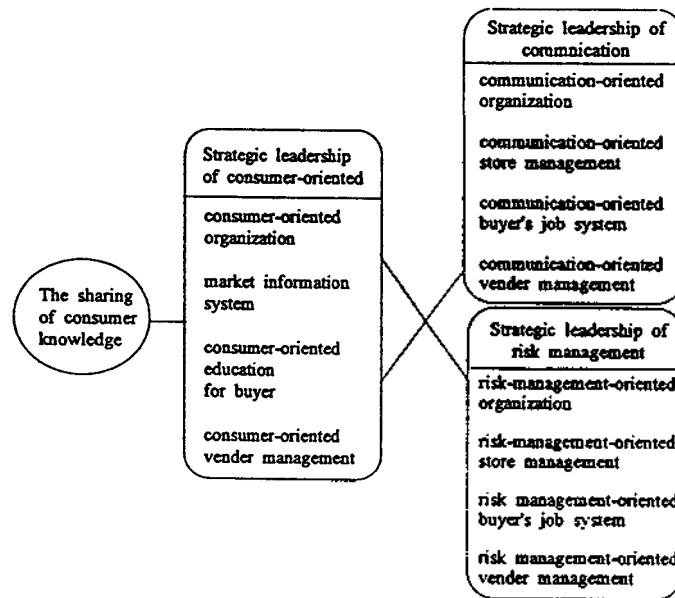 The sharing
of consumer
knowledge
Strategic leadership
of consumer-oriented
consumer-oriented
organization
market information
system
consumer-oriented
education
for buyer
consumer-oriented
vender management
Strategic leadership of
commnication
communication-oriented
organization
communication-oriented
store management
communication-oriented
buyer's job system
communication-oriented
vender management
Strategic leadership of
risk management
risk-management-oriented
organization
risk-management-oriented
store management
risk management-oriented
buyer's job system
risk management-oriented
vender management